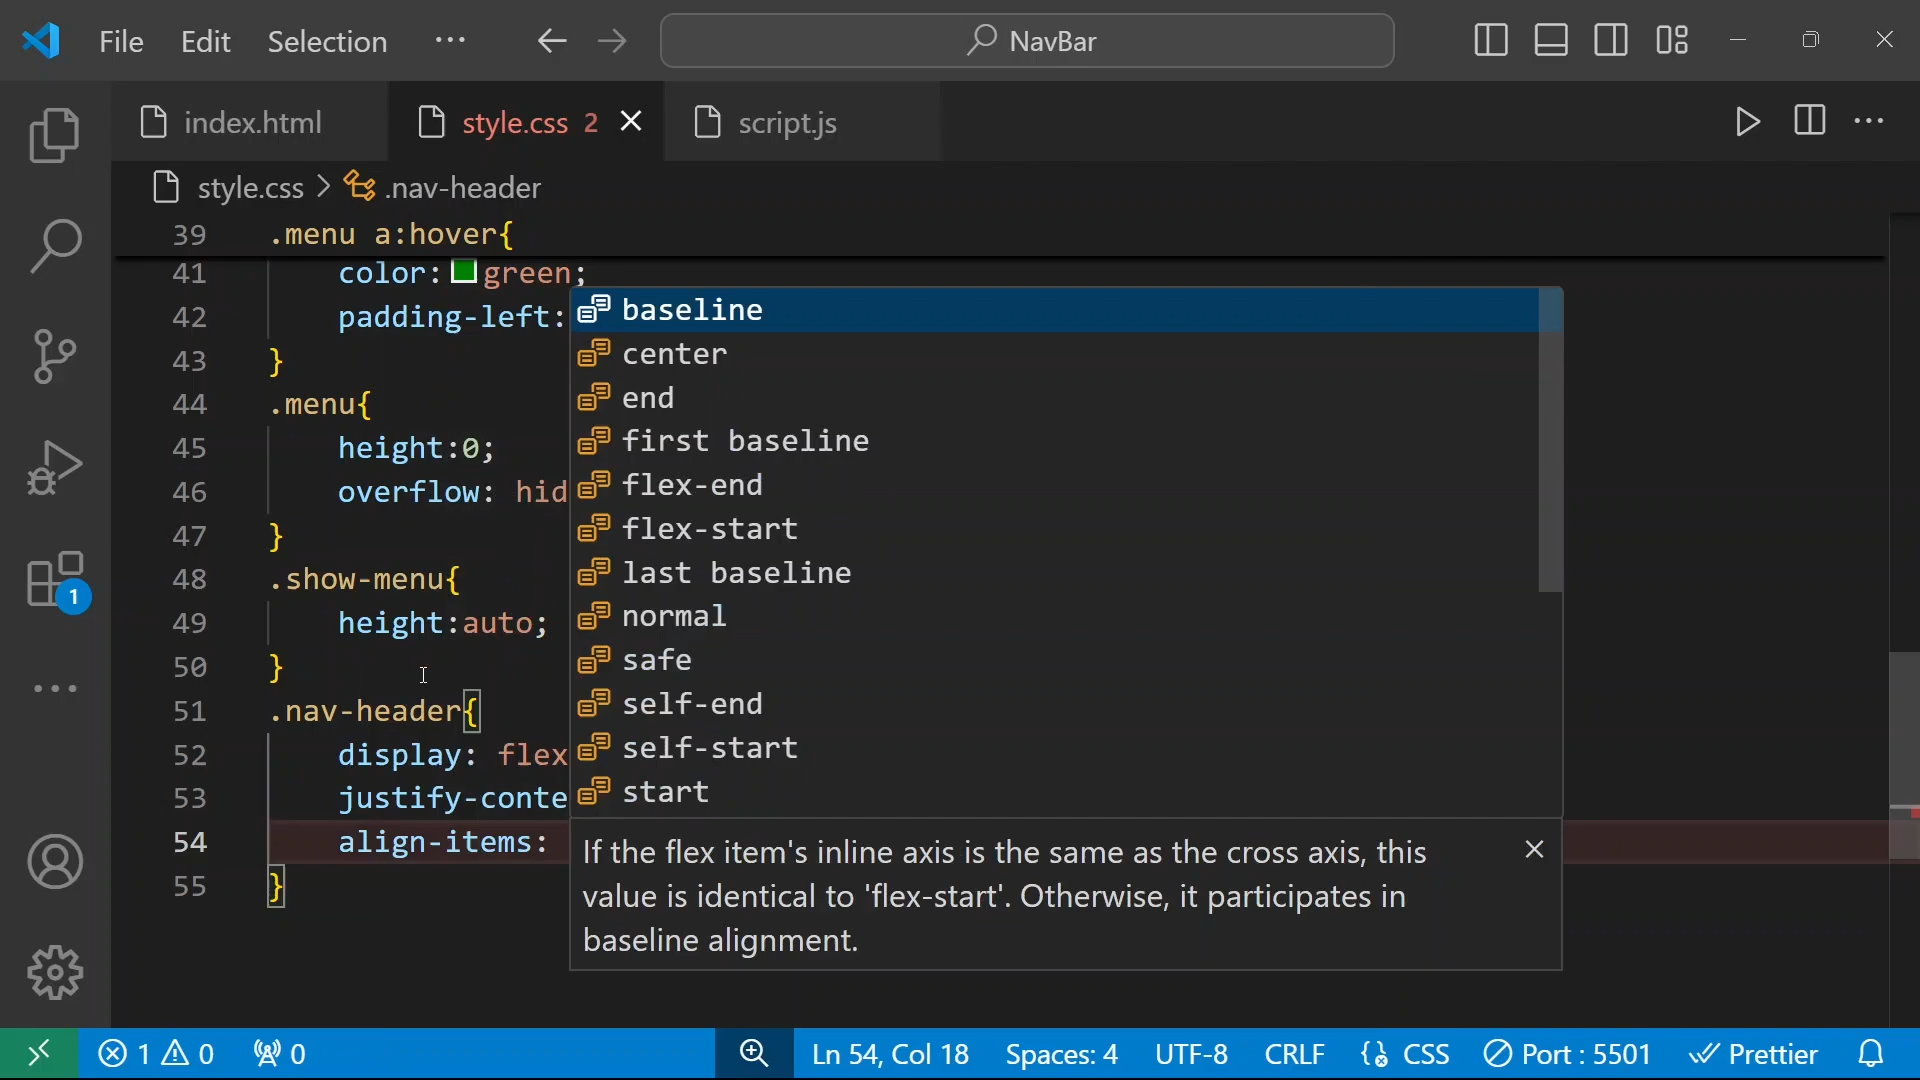 File Edit Selection ··· NavBar
index.html style.css 2 script.js
style.css > .nav-header
39 .menu a:hover{
41 color: green;
42 padding-left:
43 }
44 .menu{
45 height:0;
46 overflow: hid
47 }
48 .show-menu{
49 height:auto;
50 }
51 .nav-header{
52 display: flex
53 justify-conte
54 align-items:
55 }
baseline
center
end
first baseline
flex-end
flex-start
last baseline
normal
safe
self-end
self-start
start
If the flex item's inline axis is the same as the cross axis, this
value is identical to 'flex-start'. Otherwise, it participates in
baseline alignment.
1
1 0 0 Ln 54, Col 18 Spaces: 4 UTF-8 CRLF CSS Port : 5501 Prettier